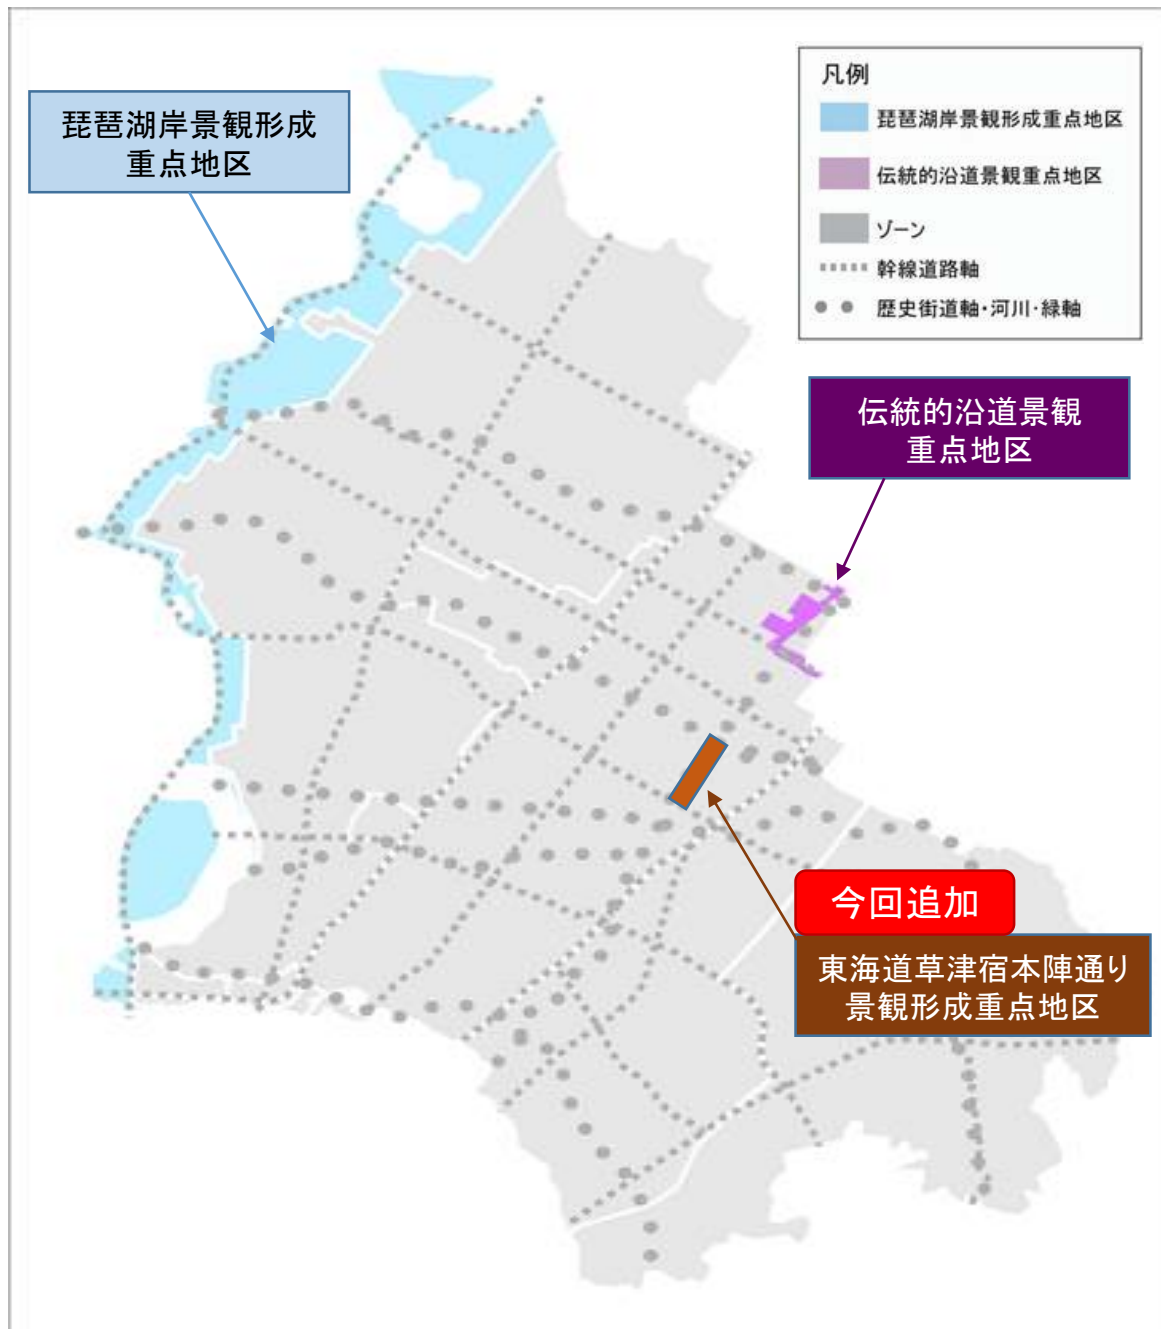 琵琶湖岸景観形成
重点地区
凡例
琵琶湖岸景観形成重点地区
伝統的沿道景観重点地区
ゾーン
幹線道路軸
歴史街道軸・河川・緑軸
伝統的沿道景観
重点地区
今回追加
東海道草津宿本陣通り
景観形成重点地区